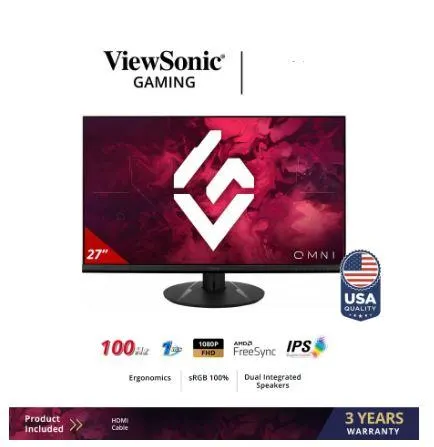 ViewSonic®
GAMING
27"
OMNI
USA
QUALITY
100Hz
1ms
1080P
FHD
AMD
FreeSync
IPS
Ergonomics
sRGB 100%
Dual Integrated
Speakers
Product
Included
HDMI
Cable
3 YEARS
WARRANTY